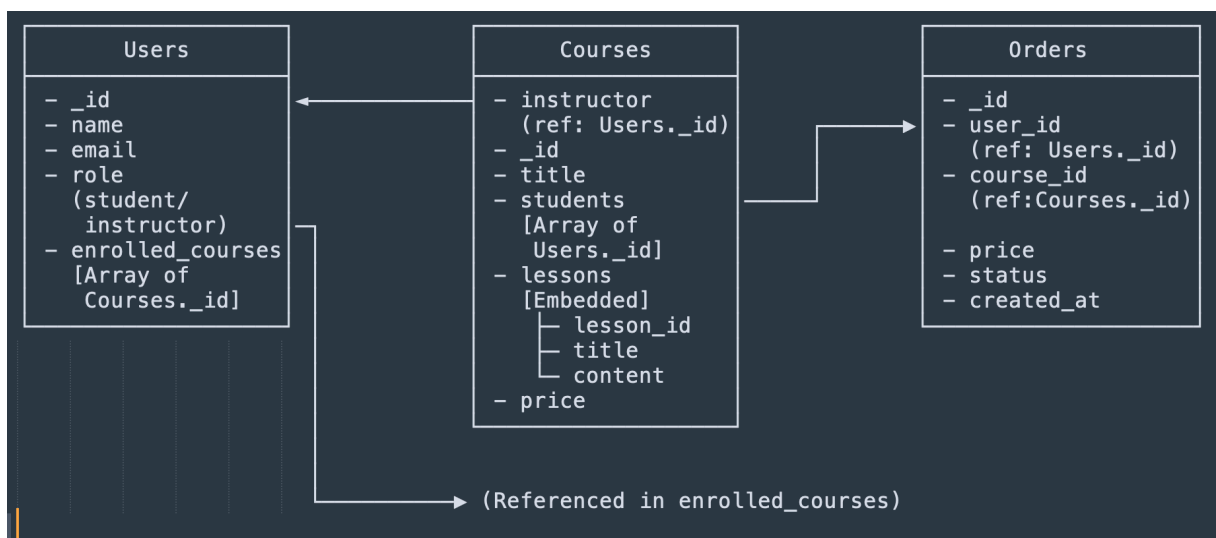 Users
- _id
- name
- email
- role
(student/
instructor)
- enrolled_courses
[Array of
Courses._id]
Courses
- instructor
(ref: Users._id)
- _id
- title
- students
[Array of
Users._id]
- lessons
[Embedded]
lesson_id
title
content
- price
Orders
- _id
- user_id
(ref: Users._id)
- course_id
(ref:Courses._id)
- price
- status
- created_at
(Referenced in enrolled_courses)